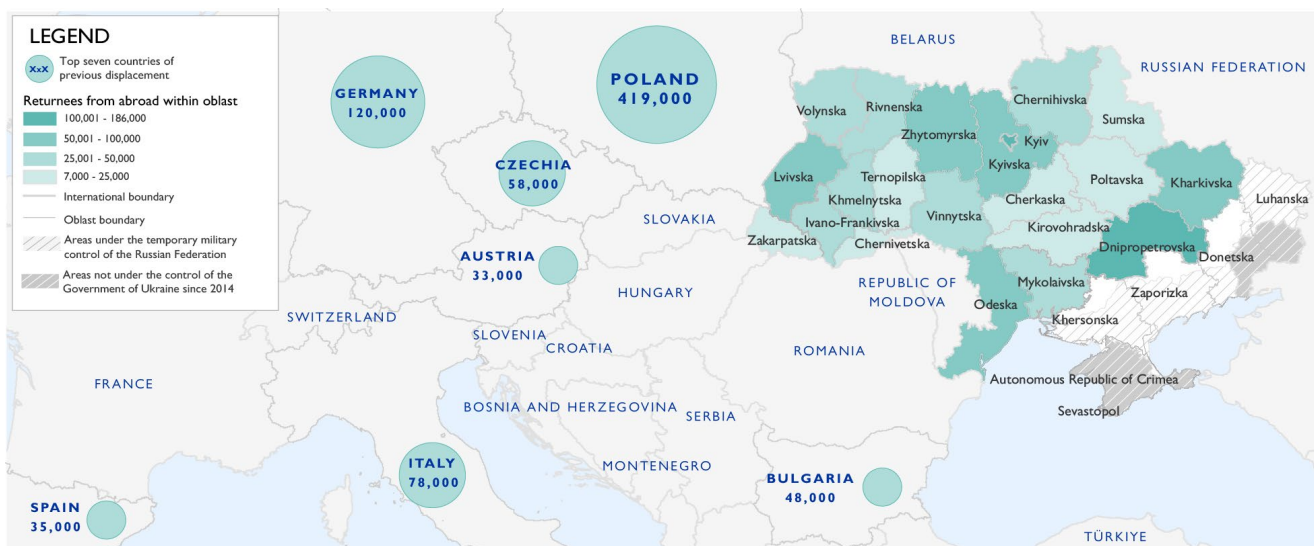 LEGEND
XxX
Top seven countries of
previous displacement
Returnees from abroad within oblast
100,001 - 186,000
50,001 - 100,000
25,001 - 50,000
7,000 - 25,000
International boundary
Oblast boundary
Areas under the temporary military
control of the Russian Federation
Areas not under the control of the
Government of Ukraine since 2014
GERMANY
120,000
POLAND
419,000
CZECHIA
58,000
AUSTRIA
33,000
ITALY
78,000
SPAIN
35,000
BULGARIA
48,000
BELARUS
RUSSIAN FEDERATION
SLOVAKIA
HUNGARY
REPUBLIC OF
MOLDOVA
SWITZERLAND
SLOVENIA
CROATIA
ROMANIA
FRANCE
BOSNIA AND HERZEGOVINA
SERBIA
MONTENEGRO
TÜRKIYE
Volynska
Rivnenska
Zhytomyrska
Chernihivska
Sumska
Kyiv
Kyivska
Lvivska
Ternopilska
Khmelnytska
Ivano-Frankivska
Zakarpatska
Chernivetska
Vinnytska
Cherkaska
Poltavska
Kharkivska
Luhanska
Kirovohradska
Dnipropetrovska
Donetska
Odeska
Mykolaivska
Zaporizka
Khersonska
Autonomous Republic of Crimea
Sevastopol